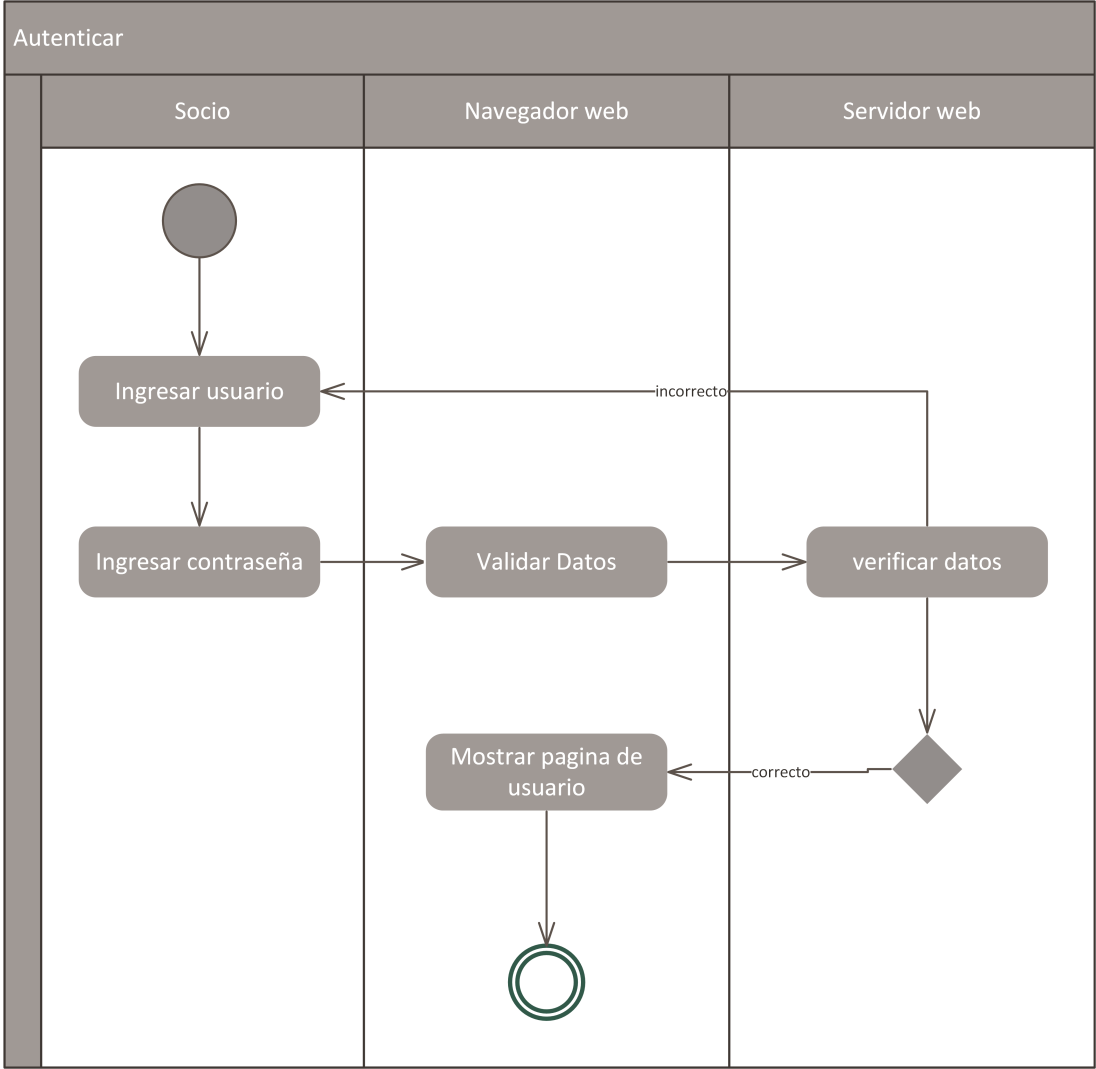 Autenticar
Socio
Navegador web
Servidor web
Ingresar usuario
incorrecto
Ingresar contraseña
Validar Datos
verificar datos
Mostrar pagina de
usuario
correcto